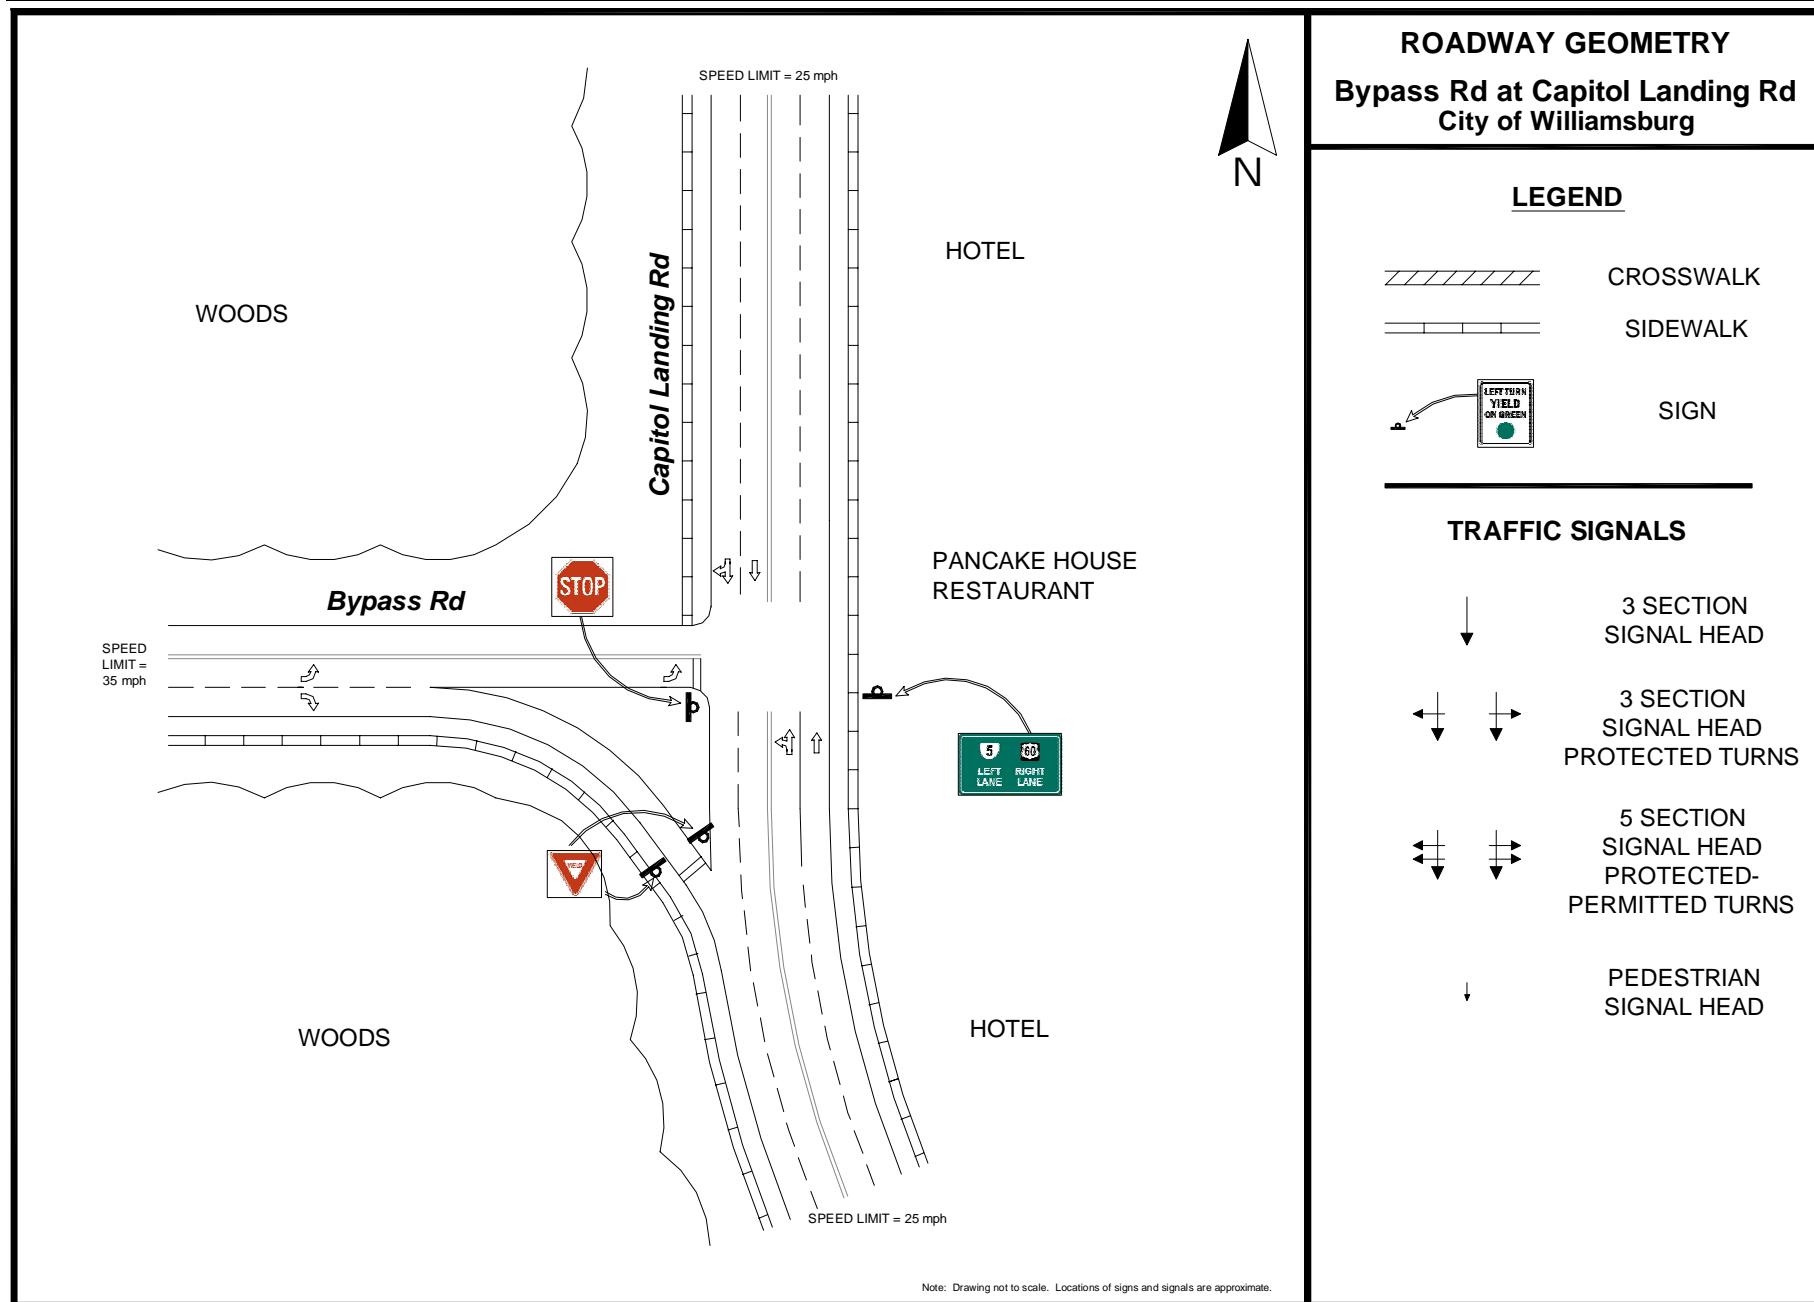 SPEED LIMIT = 25 mph
N
HOTEL
WOODS
Capitol Landing Rd
PANCAKE HOUSE
RESTAURANT
STOP
Bypass Rd
SPEED
LIMIT =
35 mph
5 60
LEFT RIGHT
LANE LANE
YIELD
WOODS
HOTEL
SPEED LIMIT = 25 mph
Note: Drawing not to scale. Locations of signs and signals are approximate.
ROADWAY GEOMETRY
Bypass Rd at Capitol Landing Rd
City of Williamsburg
LEGEND
CROSSWALK
SIDEWALK
LEFT TURN
YIELD
ON GREEN
SIGN
TRAFFIC SIGNALS
3 SECTION
SIGNAL HEAD
3 SECTION
SIGNAL HEAD
PROTECTED TURNS
5 SECTION
SIGNAL HEAD
PROTECTED-
PERMITTED TURNS
PEDESTRIAN
SIGNAL HEAD